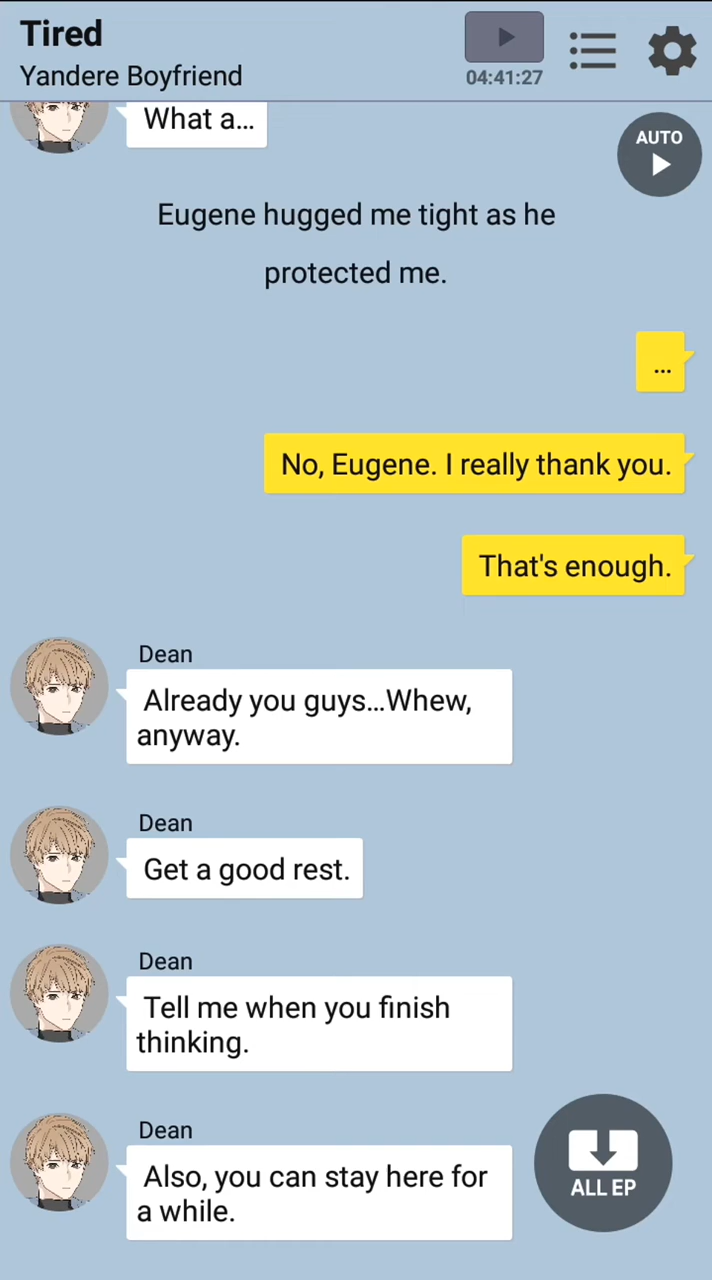 Tired
Yandere Boyfriend
04:41:27
What a...
AUTO
Eugene hugged me tight as he
protected me.
...
No, Eugene. I really thank you.
That's enough.
Dean
Already you guys...Whew,
anyway.
Dean
Get a good rest.
Dean
Tell me when you finish
thinking.
Dean
Also, you can stay here for
a while.
ALL EP